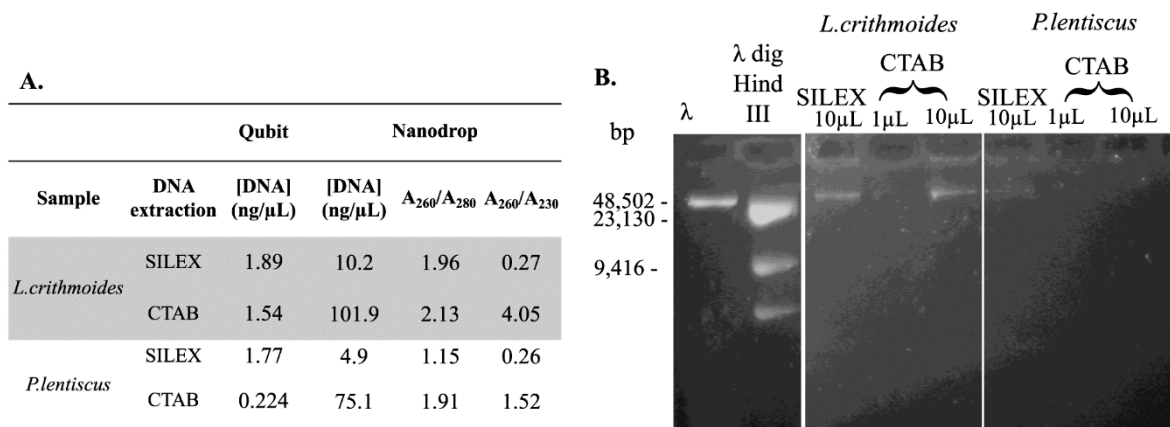 A.
Qubit Nanodrop
Sample DNA extraction [DNA] (ng/µL) [DNA] (ng/µL) A260/A280 A260/A230
L.crithmoides
SILEX 1.89 10.2 1.96 0.27
CTAB 1.54 101.9 2.13 4.05
P.lentiscus
SILEX 1.77 4.9 1.15 0.26
CTAB 0.224 75.1 1.91 1.52
B.
L.crithmoides P.lentiscus
λ dig Hind III
CTAB CTAB
SILEX SILEX
bp λ 10µL 1µL 10µL 10µL 1µL 10µL
48,502 -
23,130 -
9,416 -